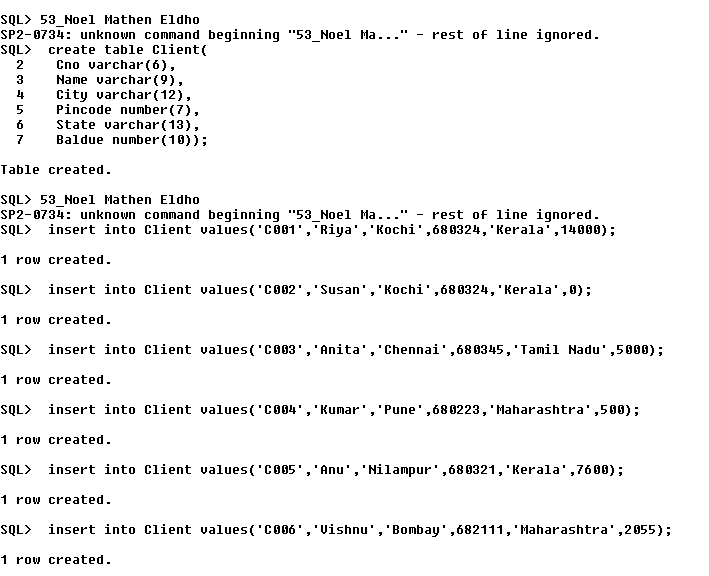 SQL> 53_Noel Mathen Eldho
SP2-0734: unknown command beginning "53_Noel Ma..." - rest of line ignored.
SQL>  create table Client(
  2    Cno varchar(6),
  3    Name varchar(9),
  4    City varchar(12),
  5    Pincode number(7),
  6    State varchar(13),
  7    Baldue number(10));
Table created.
SQL> 53_Noel Mathen Eldho
SP2-0734: unknown command beginning "53_Noel Ma..." - rest of line ignored.
SQL>  insert into Client values('C001','Riya','Kochi',680324,'Kerala',14000);
1 row created.
SQL>  insert into Client values('C002','Susan','Kochi',680324,'Kerala',0);
1 row created.
SQL>  insert into Client values('C003','Anita','Chennai',680345,'Tamil Nadu',5000);
1 row created.
SQL>  insert into Client values('C004','Kumar','Pune',680223,'Maharashtra',500);
1 row created.
SQL>  insert into Client values('C005','Anu','Nilampur',680321,'Kerala',7600);
1 row created.
SQL>  insert into Client values('C006','Vishnu','Bombay',682111,'Maharashtra',2055);
1 row created.